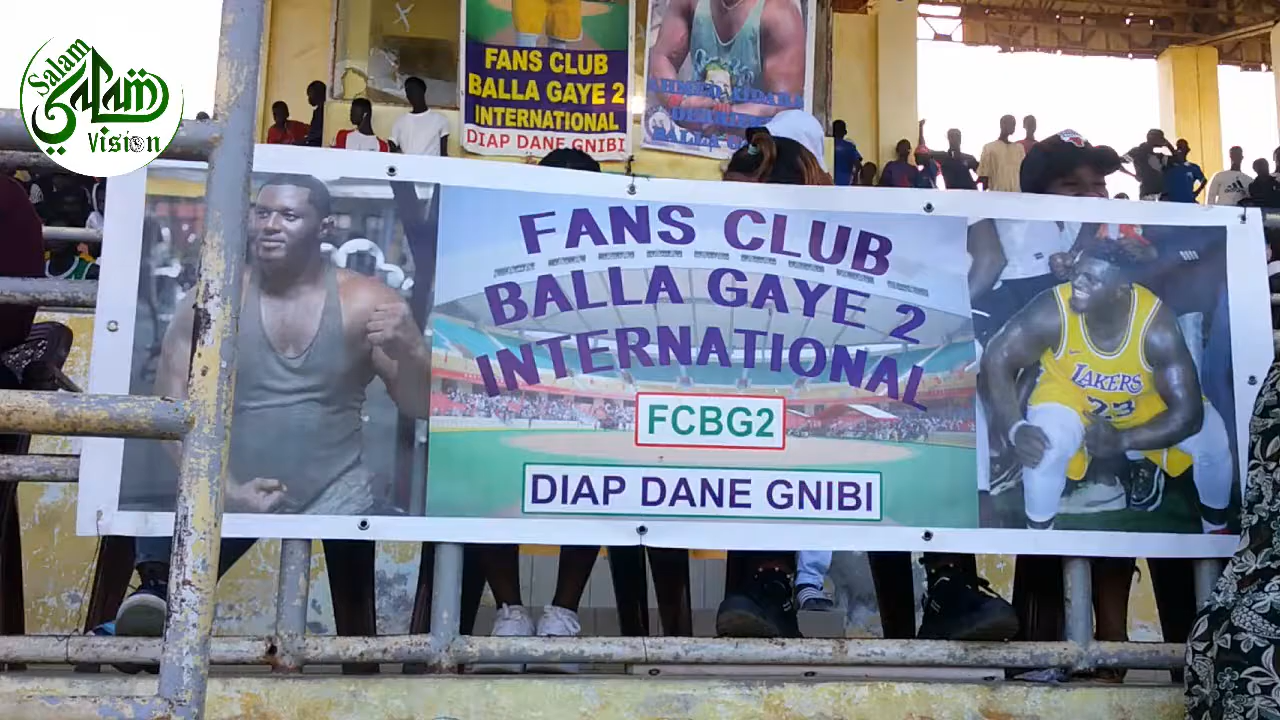 Salam
Vision
FANS CLUB
BALLA GAYE 2
INTERNATIONAL
DIAP DANE GNIBI
FANS CLUB
BALLA GAYE 2
INTERNATIONAL
FCBG2
DIAP DANE GNIBI
LAKERS
23